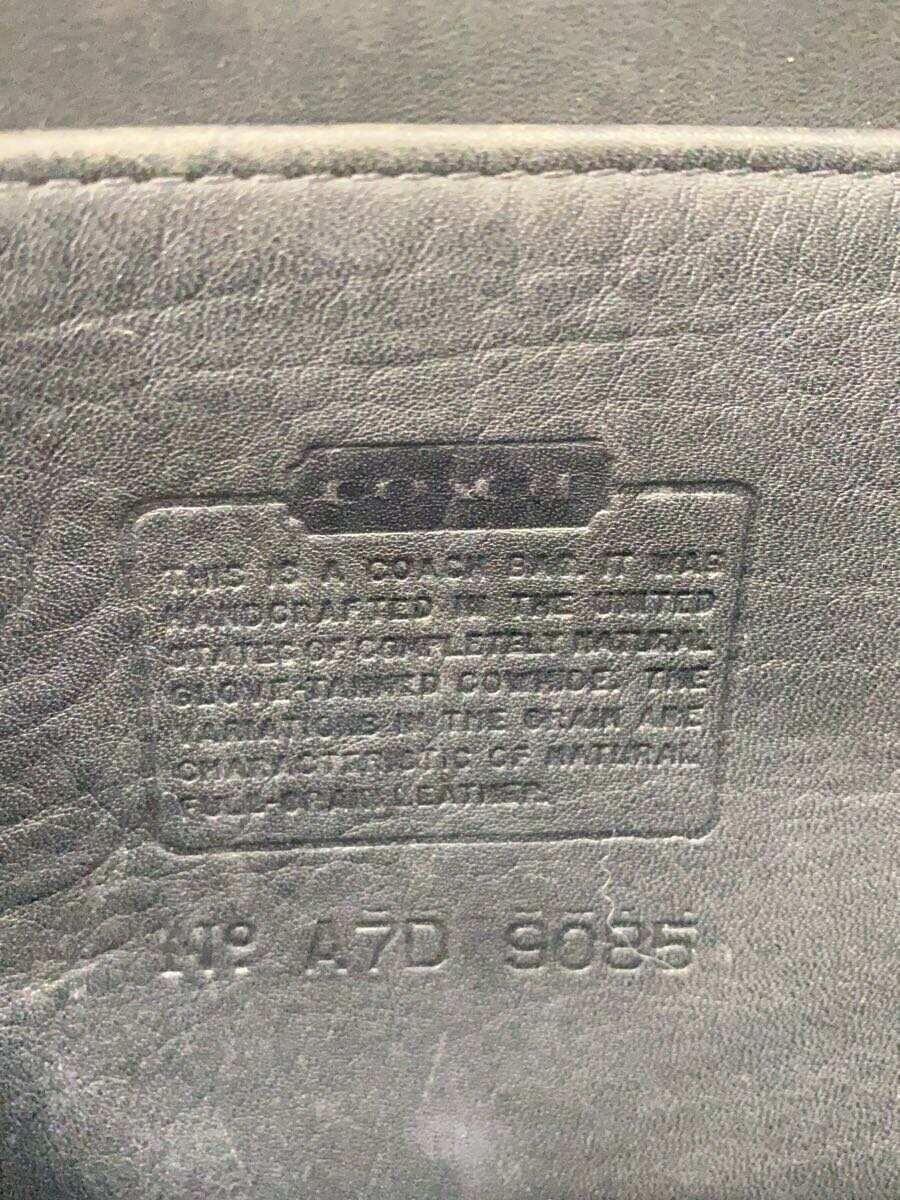 COACH
THIS IS A COACH BAG. IT WAS
HANDCRAFTED IN THE UNITED
STATES OF COMPLETELY NATURAL
GLOVE-TANNED COWHIDE. THE
VARIATIONS IN THE GRAIN ARE
CHARACTERISTIC OF NATURAL
FULL-GRAIN LEATHER.
Nº A7D 9085